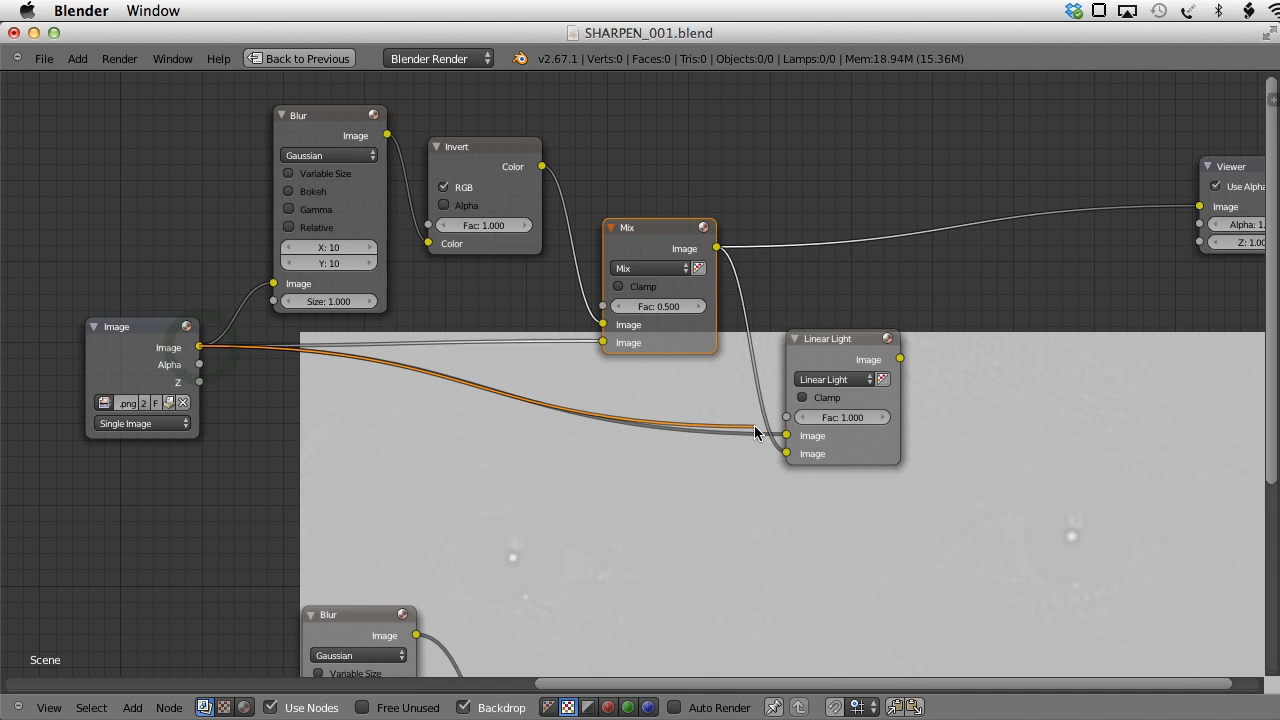 Blender Window
SHARPEN_001.blend
File Add Render Window Help Back to Previous Blender Render v2.67.1 | Verts:0 | Faces:0 | Tris:0 | Objects:0/0 | Lamps:0/0 | Mem:18.94M (15.36M)
Blur
Image
Gaussian
Variable Size
Bokeh
Gamma
Relative
X: 10
Y: 10
Image
Size: 1.000
Invert
Color
RGB
Alpha
Fac: 1.000
Color
Mix
Image
Mix
Clamp
Fac: 0.500
Image
Image
Viewer
Use Alpha
Image
Alpha: 1.
Z: 1.00
Image
Image
Alpha
Z
.png 2 F
Single Image
Linear Light
Image
Linear Light
Clamp
Fac: 1.000
Image
Image
Blur
Image
Gaussian
Variable Size
Scene
View Select Add Node Use Nodes Free Unused Backdrop Auto Render